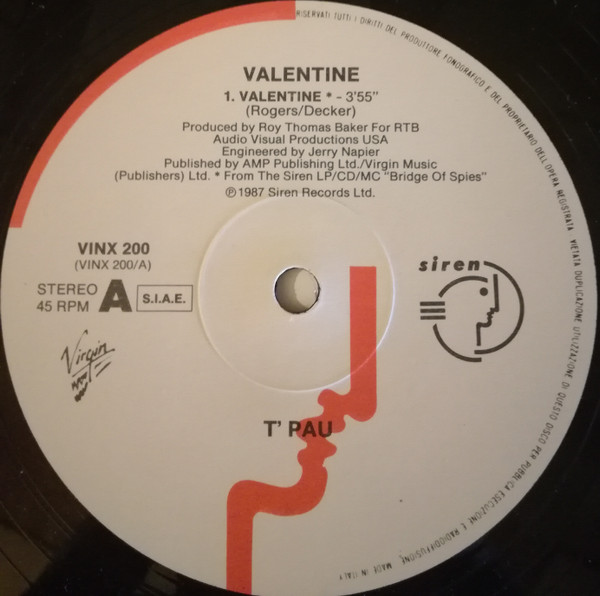 RISERVATI TUTTI I DIRITTI DEL PRODUTTORE FONOGRAFICO E DEL PROPRIETARIO DELL'OPERA REGISTRATA VIETATA DUPLICAZIONE UTILIZZAZIONE DI QUESTO DISCO PER PUBBLICA ESECUZIONE E RADIODIFFUSIONE, MADE IN ITALY
VALENTINE
1. VALENTINE * - 3'55"
(Rogers/Decker)
Produced by Roy Thomas Baker For RTB
Audio Visual Productions USA
Engineered by Jerry Napier
Published by AMP Publishing Ltd./Virgin Music
(Publishers) Ltd. * From The Siren LP/CD/MC "Bridge Of Spies"
℗ 1987 Siren Records Ltd.
VINX 200
(VINX 200/A)
STEREO
45 RPM
A
S.I.A.E.
siren
Virgin
T' PAU